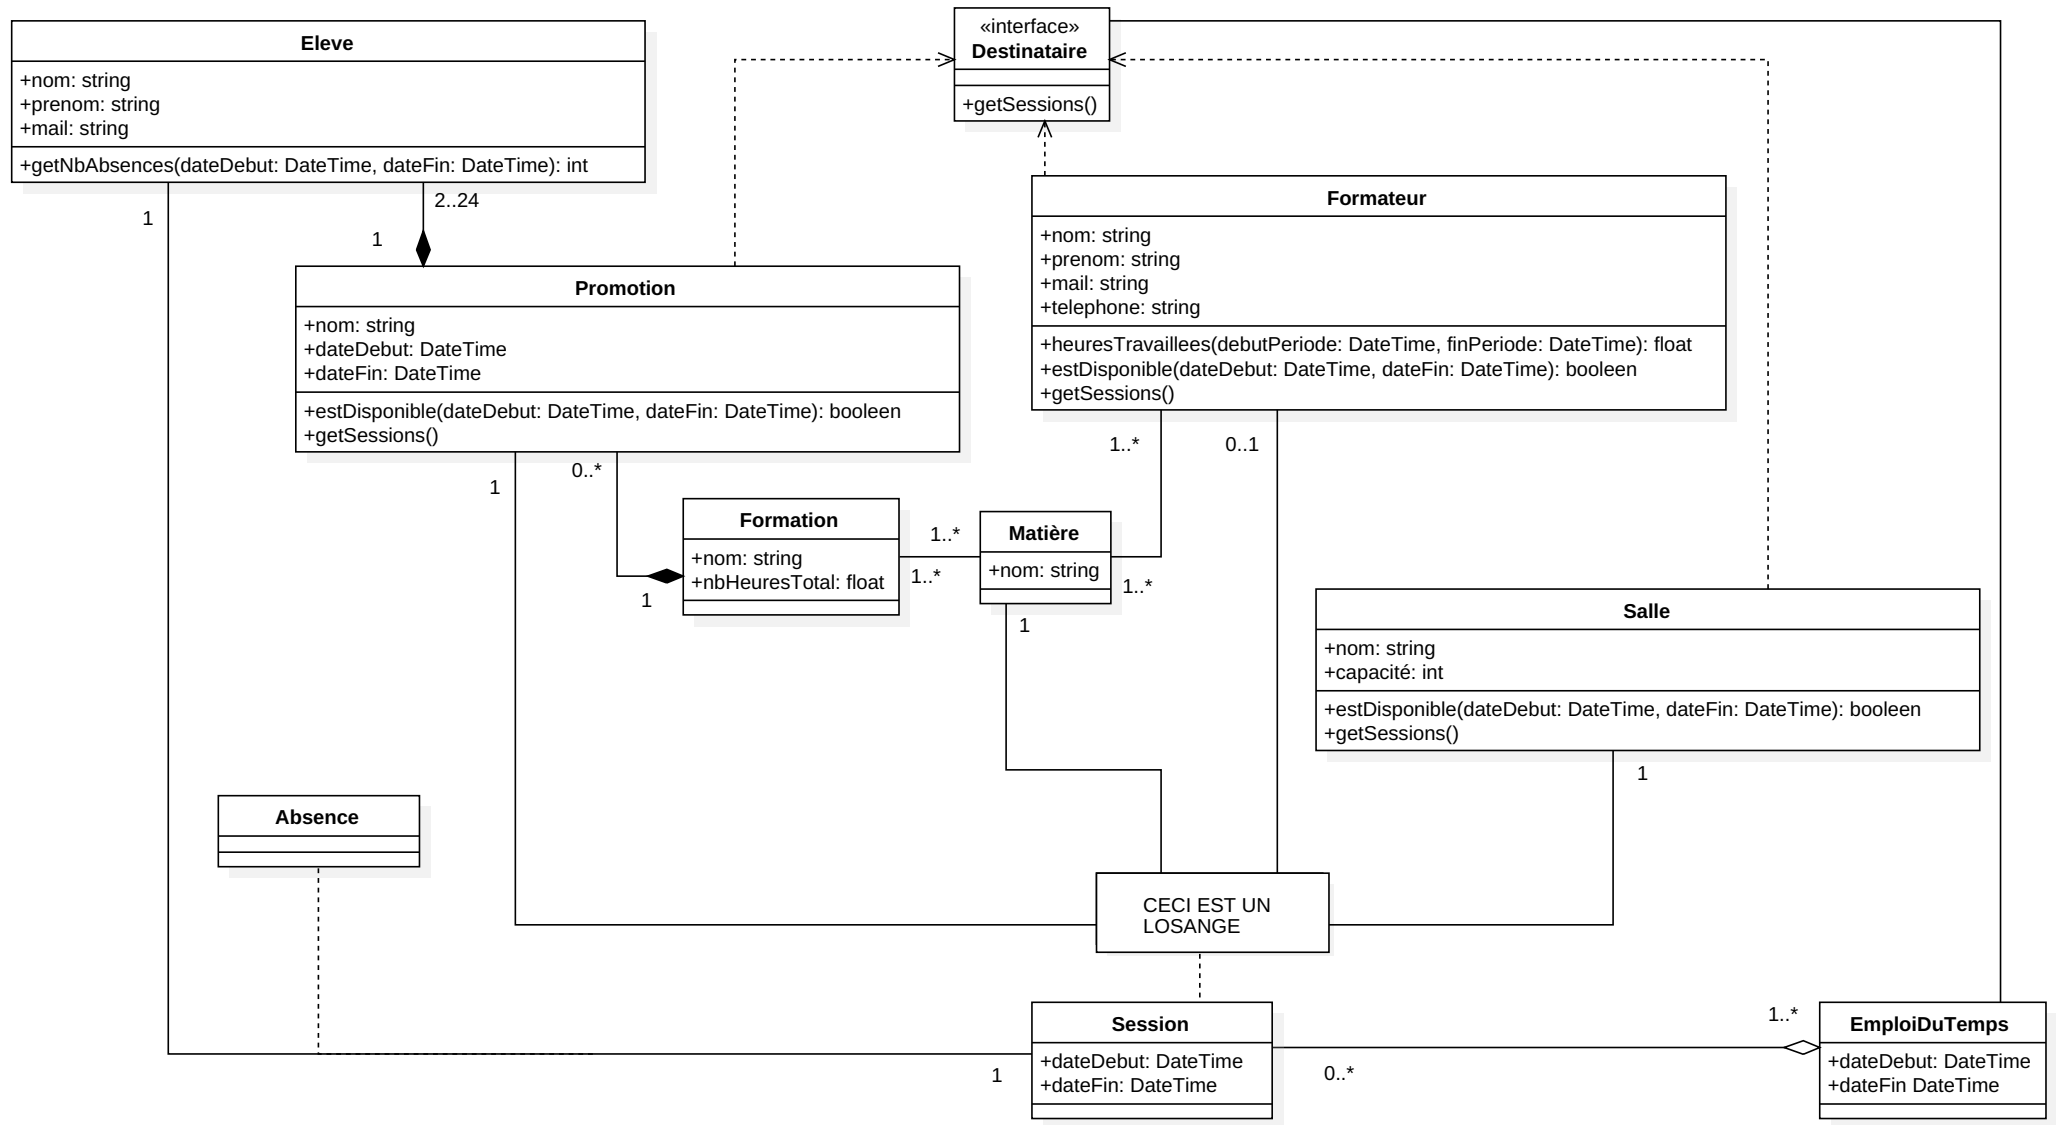 Eleve
+nom: string
+prenom: string
+mail: string
+getNbAbsences(dateDebut: DateTime, dateFin: DateTime): int
«interface»
Destinataire
+getSessions()
2..24
1
1
Formateur
+nom: string
+prenom: string
+mail: string
+telephone: string
+heuresTravaillees(debutPeriode: DateTime, finPeriode: DateTime): float
+estDisponible(dateDebut: DateTime, dateFin: DateTime): booleen
+getSessions()
Promotion
+nom: string
+dateDebut: DateTime
+dateFin: DateTime
+estDisponible(dateDebut: DateTime, dateFin: DateTime): booleen
+getSessions()
1..*
0..1
0..*
1
Formation
+nom: string
+nbHeuresTotal: float
1..*
1..*
1
Matière
+nom: string
1..*
1
Salle
+nom: string
+capacité: int
+estDisponible(dateDebut: DateTime, dateFin: DateTime): booleen
+getSessions()
1
Absence
CECI EST UN
LOSANGE
Session
+dateDebut: DateTime
+dateFin: DateTime
1
0..*
1..*
EmploiDuTemps
+dateDebut: DateTime
+dateFin DateTime